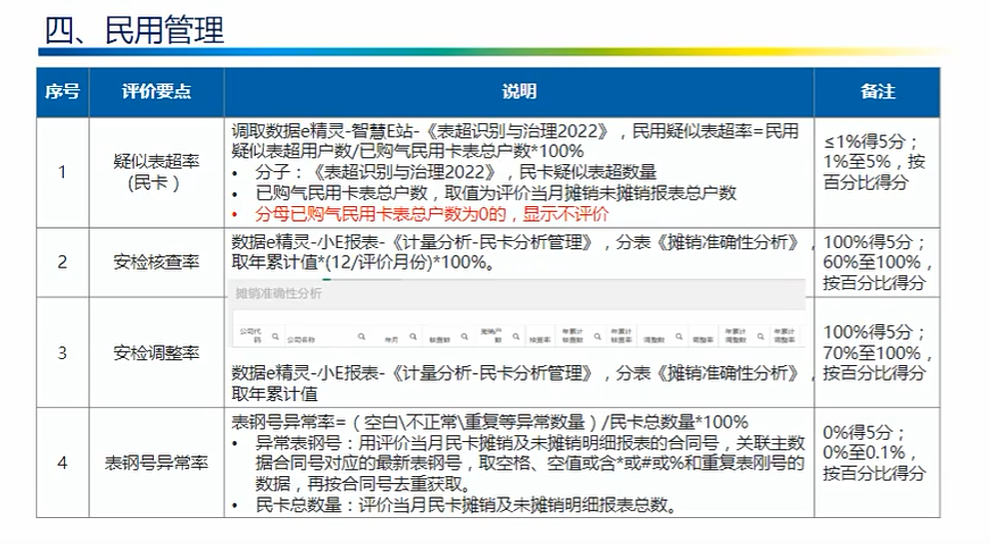 四、民用管理
序号
评价要点
说明
备注
1
疑似表超率
(民卡）
调取数据e精灵-智慧E站-《表超识别与治理2022》，民用疑似表超率=民用
疑似表超用户数/已购气民用卡表总户数*100%
• 分子：《表超识别与治理2022》，民卡疑似表超数量
• 已购气民用卡表总户数，取值为评价当月摊销未摊销报表总户数
• 分母已购气民用卡表总户数为0的，显示不评价
≤1%得5分；
1%至5%，按
百分比得分
2
安检核查率
数据e精灵-小E报表-《计量分析-民卡分析管理》，分表《摊销准确性分析》，
取年累计值*(12/评价月份)*100%。
100%得5分；
60%至100%，
按百分比得分
3
安检调整率
摊销准确性分析
公司代
码
公司名称
年月
核查数
核查率
年累计
核查数
年累计
核查率
调整数
调整率
年累计
调整数
年累计
调整率
数据e精灵-小E报表-《计量分析-民卡分析管理》，分表《摊销准确性分析》，
取年累计值
100%得5分；
70%至100%，
按百分比得分
4
表钢号异常率
表钢号异常率=（空白\不正常\重复等异常数量）/民卡总数量*100%
• 异常表钢号：用评价当月民卡摊销及未摊销明细报表的合同号，关联主数
据合同号对应的最新表钢号，取空格、空值或含*或#或%和重复表刚号的
数据，再按合同号去重获取。
• 民卡总数量：评价当月民卡摊销及未摊销明细报表总数。
0%得5分；
0%至0.1%，
按百分比得分